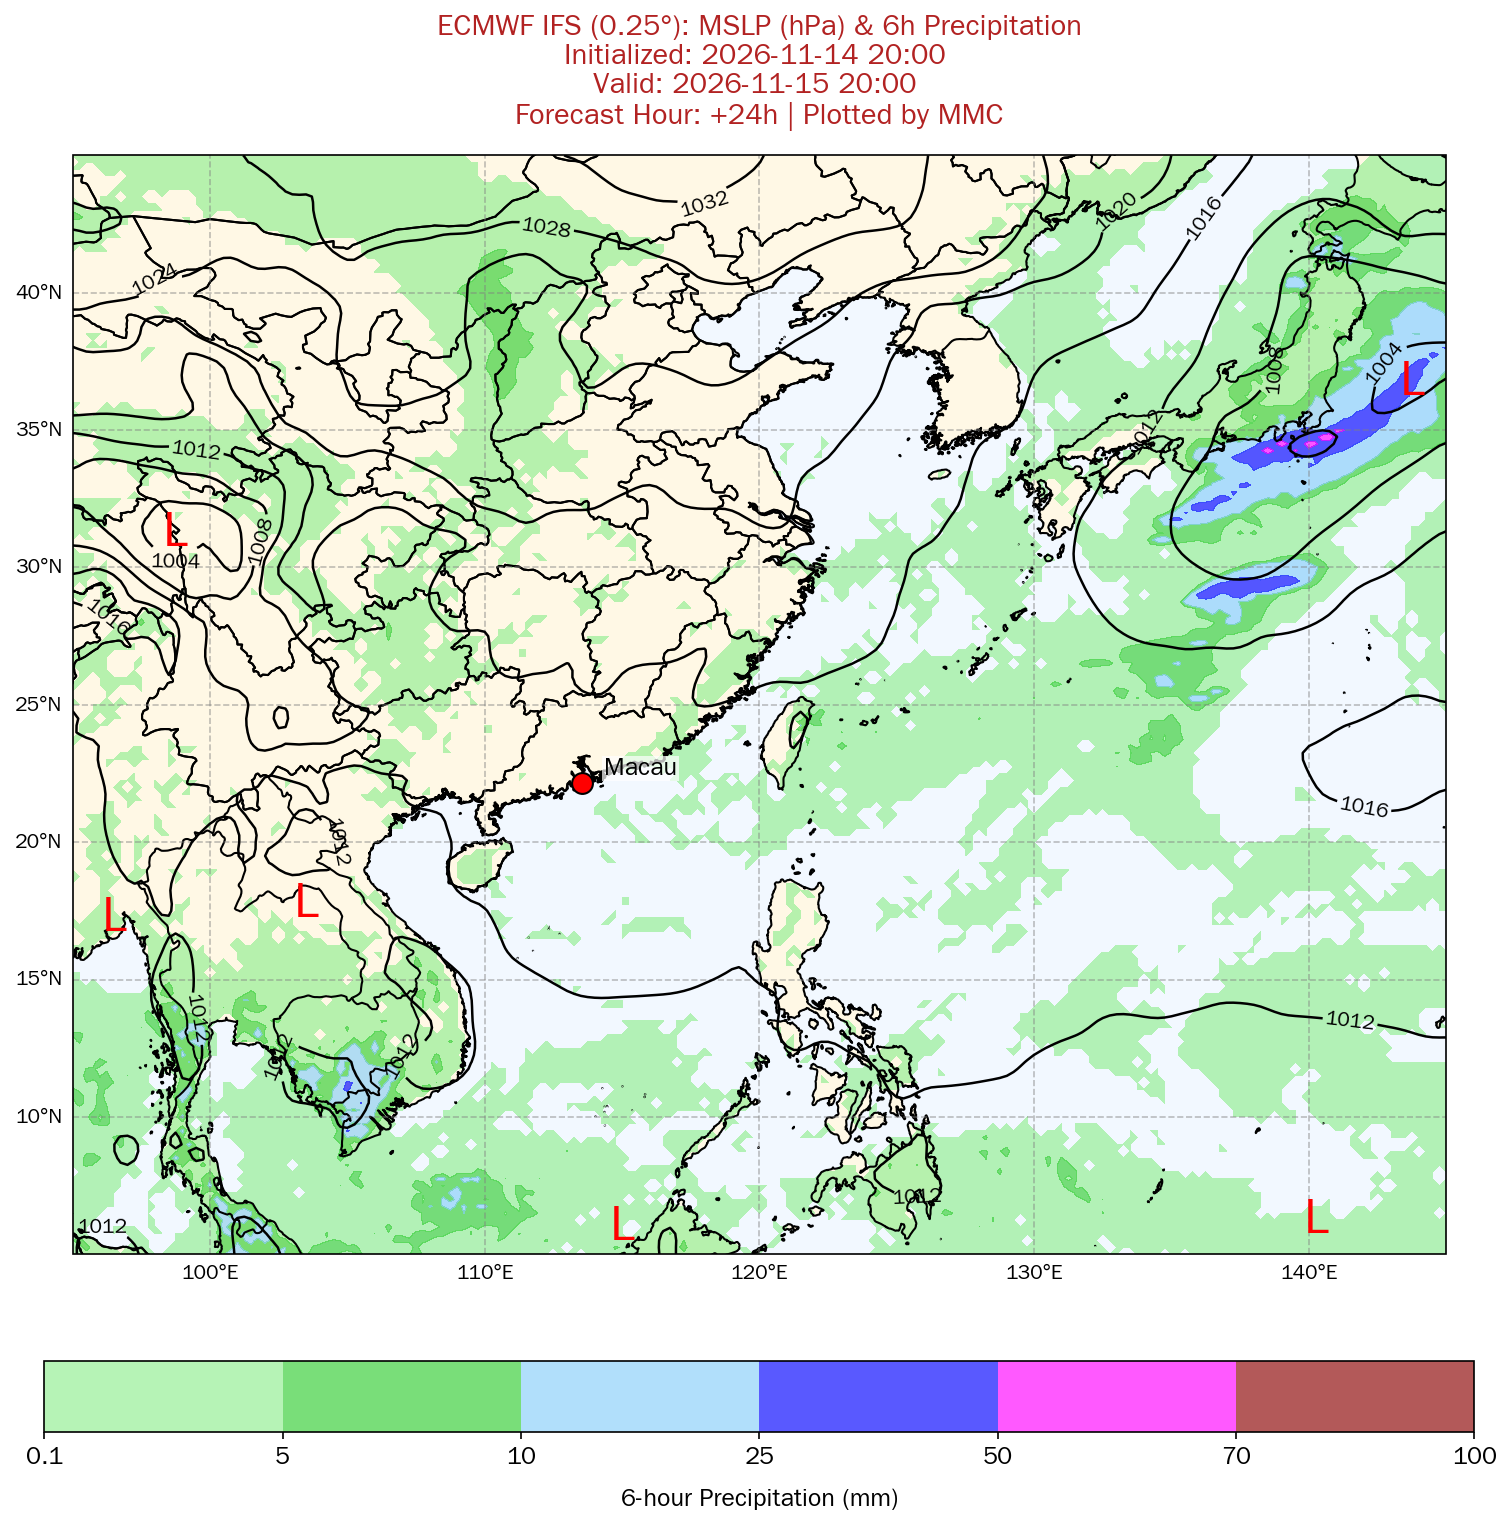 ECMWF IFS (0.25°): MSLP (hPa) & 6h Precipitation
Initialized: 2026-11-14 20:00
Valid: 2026-11-15 20:00
Forecast Hour: +24h | Plotted by MMC
1032
1020
1016
1028
1024
40°N
1008
1004
L
35°N
1012
1012
L
1008
1004
30°N
1016
25°N
Macau
1016
20°N
1012
L
L
15°N
1012
1012
1012
1012
10°N
1012
1012
L
L
100°E
110°E
120°E
130°E
140°E
0.1
5
10
25
50
70
100
6-hour Precipitation (mm)